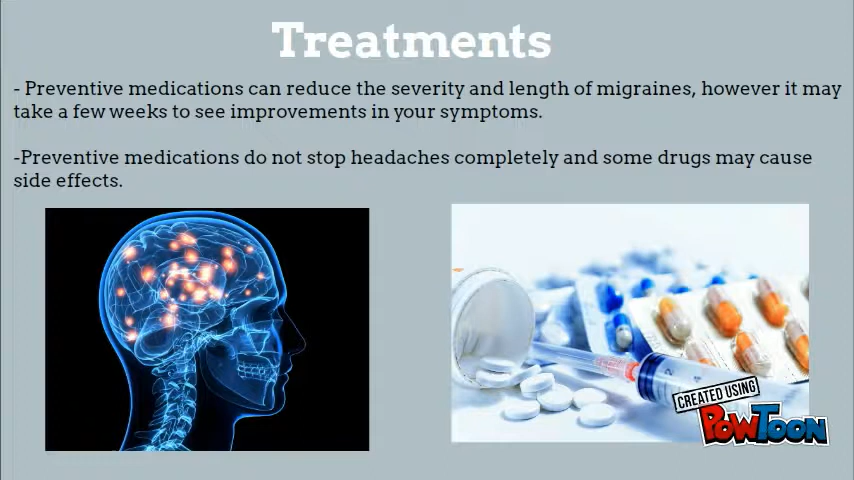 Treatments
- Preventive medications can reduce the severity and length of migraines, however it may
take a few weeks to see improvements in your symptoms.
-Preventive medications do not stop headaches completely and some drugs may cause
side effects.
CREATED USING
POWTOON